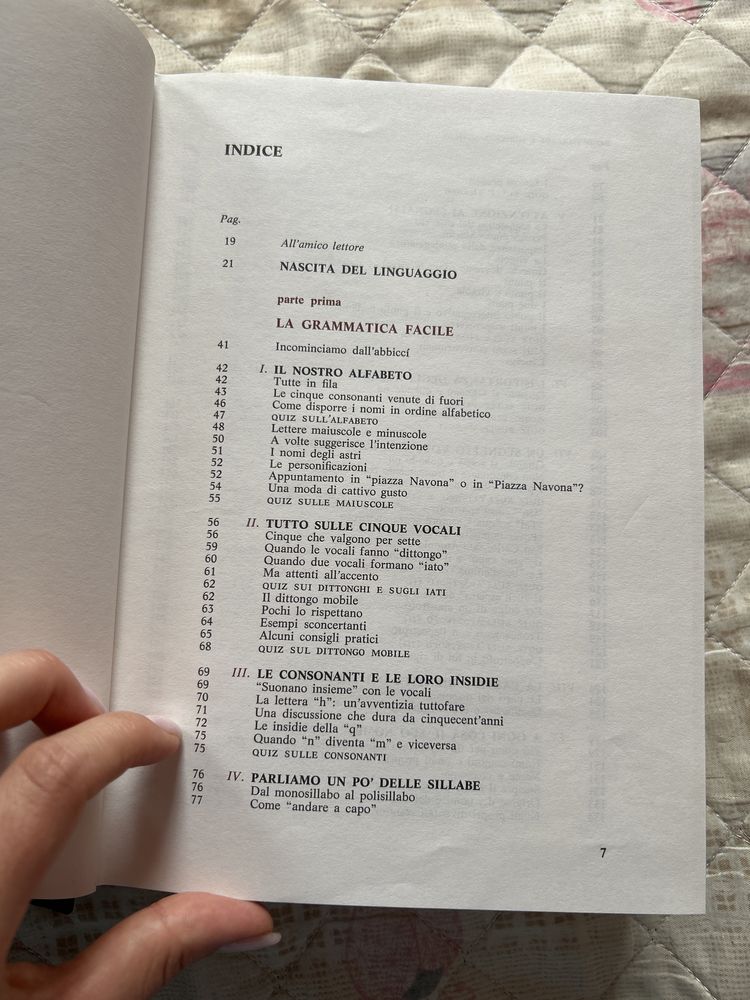 INDICE
Pag.
19 All'amico lettore
21 NASCITA DEL LINGUAGGIO
parte prima
LA GRAMMATICA FACILE
41 Incominciamo dall'abbiccí
42 I. IL NOSTRO ALFABETO
42 Tutte in fila
43 Le cinque consonanti venute di fuori
46 Come disporre i nomi in ordine alfabetico
47 QUIZ SULL'ALFABETO
48 Lettere maiuscole e minuscole
50 A volte suggerisce l'intenzione
51 I nomi degli astri
52 Le personificazioni
52 Appuntamento in "piazza Navona" o in "Piazza Navona"?
54 Una moda di cattivo gusto
55 QUIZ SULLE MAIUSCOLE
56 II. TUTTO SULLE CINQUE VOCALI
56 Cinque che valgono per sette
59 Quando le vocali fanno "dittongo"
60 Quando due vocali formano "iato"
61 Ma attenti all'accento
62 QUIZ SUI DITTONGHI E SUGLI IATI
62 Il dittongo mobile
63 Pochi lo rispettano
64 Esempi sconcertanti
65 Alcuni consigli pratici
68 QUIZ SUL DITTONGO MOBILE
69 III. LE CONSONANTI E LE LORO INSIDIE
69 "Suonano insieme" con le vocali
70 La lettera "h": un'avventizia tuttofare
71 Una discussione che dura da cinquecent'anni
72 Le insidie della "q"
75 Quando "n" diventa "m" e viceversa
75 QUIZ SULLE CONSONANTI
76 IV. PARLIAMO UN PO' DELLE SILLABE
76 Dal monosillabo al polisillabo
77 Come "andare a capo"
7